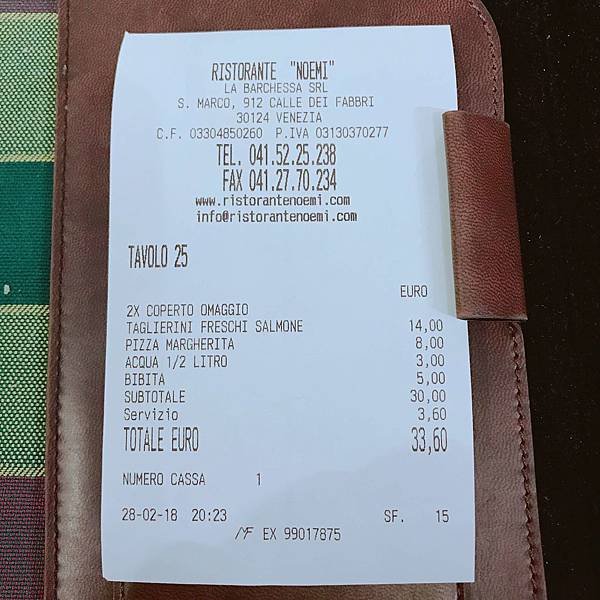 RISTORANTE "NOEMI"
LA BARCHESSA SRL
S. MARCO, 912 CALLE DEI FABBRI
30124 VENEZIA
C.F. 03304850260 P.IVA 03130370277
TEL. 041.52.25.238
FAX 041.27.70.234
www.ristorantenoemi.com
info@ristorantenoemi.com
TAVOLO 25
EURO
2X COPERTO OMAGGIO
TAGLIERINI FRESCHI SALMONE 14,00
PIZZA MARGHERITA 8,00
ACQUA 1/2 LITRO 3,00
BIBITA 5,00
SUBTOTALE 30,00
Servizio 3,60
TOTALE EURO 33,60
NUMERO CASSA 1
28-02-18 20:23 SF. 15
MF EX 99017875